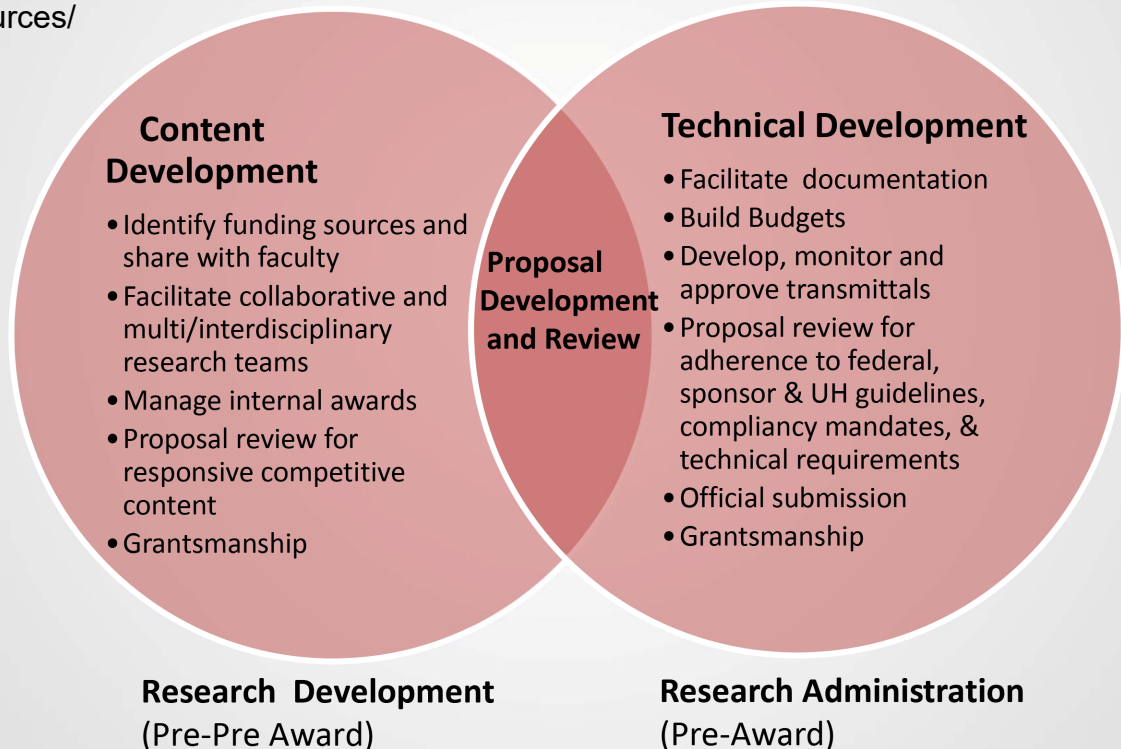 urces/
Content
Development
• Identify funding sources and
share with faculty
• Facilitate collaborative and
multi/interdisciplinary
research teams
• Manage internal awards
• Proposal review for
responsive competitive
content
• Grantsmanship
Proposal
Development
and Review
Technical Development
• Facilitate documentation
• Build Budgets
• Develop, monitor and
approve transmittals
• Proposal review for
adherence to federal,
sponsor & UH guidelines,
compliancy mandates, &
technical requirements
• Official submission
• Grantsmanship
Research Development
(Pre-Pre Award)
Research Administration
(Pre-Award)